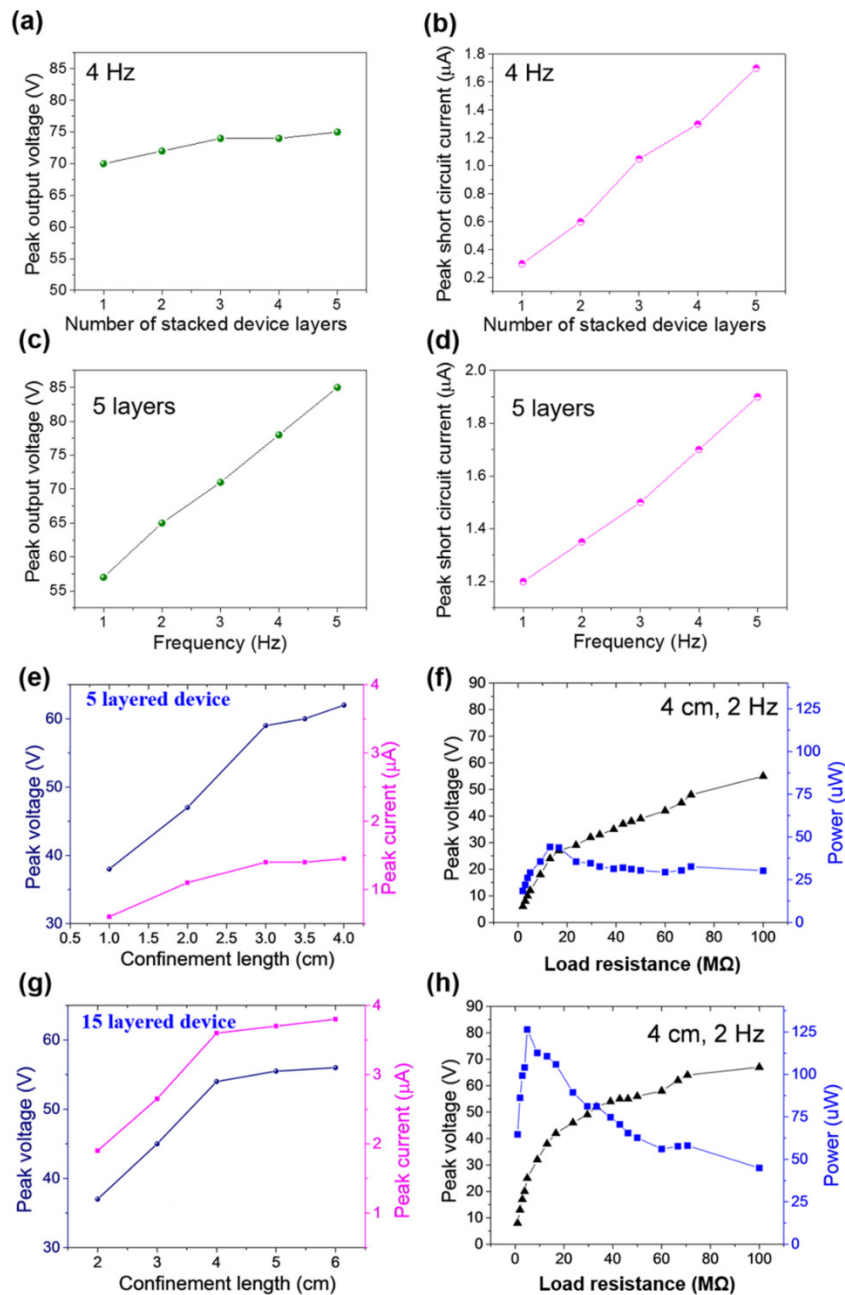 (a)
4 Hz
Peak output voltage (V)
85
80
75
70
65
60
55
50
1 2 3 4 5
Number of stacked device layers
(b)
4 Hz
Peak short circuit current (μA)
1.8
1.6
1.4
1.2
1.0
0.8
0.6
0.4
0.2
1 2 3 4 5
Number of stacked device layers
(c)
5 layers
Peak output voltage (V)
85
80
75
70
65
60
55
1 2 3 4 5
Frequency (Hz)
(d)
5 layers
Peak short circuit current (μA)
2.0
1.8
1.6
1.4
1.2
1 2 3 4 5
Frequency (Hz)
(e)
5 layered device
Peak voltage (V)
60
50
40
30
Peak current (μA)
4
3
2
1
0.5 1.0 1.5 2.0 2.5 3.0 3.5 4.0
Confinement length (cm)
(f)
4 cm, 2 Hz
Peak voltage (V)
90
80
70
60
50
40
30
20
10
0
Power (uW)
125
100
75
50
25
0
0 20 40 60 80 100
Load resistance (MΩ)
(g)
15 layered device
Peak voltage (V)
60
50
40
30
Peak current (μA)
4
3
2
1
2 3 4 5 6
Confinement length (cm)
(h)
4 cm, 2 Hz
Peak voltage (V)
90
80
70
60
50
40
30
20
10
0
Power (uW)
125
100
75
50
25
0
0 20 40 60 80 100
Load resistance (MΩ)